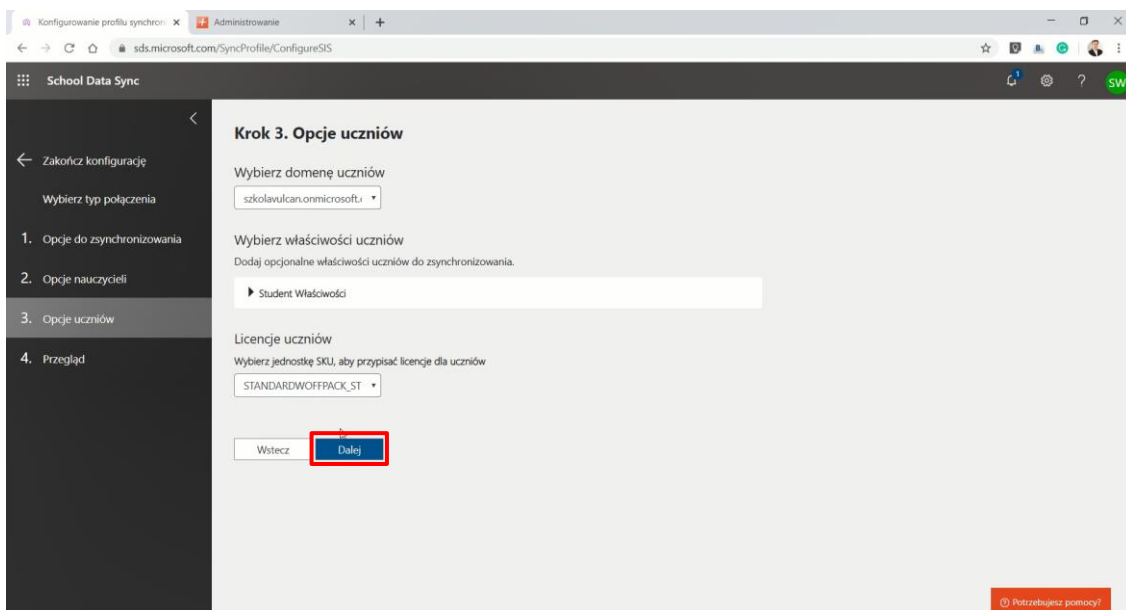 Konfigurowanie profilu synchron
Administrowanie
sds.microsoft.com/SyncProfile/ConfigureSIS
School Data Sync
1
?
SW
Zakończ konfigurację
Wybierz typ połączenia
1. Opcje do zsynchronizowania
2. Opcje nauczycieli
3. Opcje uczniów
4. Przegląd
Krok 3. Opcje uczniów
Wybierz domenę uczniów
szkolavulcan.onmicrosoft.
Wybierz właściwości uczniów
Dodaj opcjonalne właściwości uczniów do zsynchronizowania.
Student Właściwości
Licencje uczniów
Wybierz jednostkę SKU, aby przypisać licencje dla uczniów
STANDARDWOFFPACK_ST
Wstecz
Dalej
Potrzebujesz pomocy?